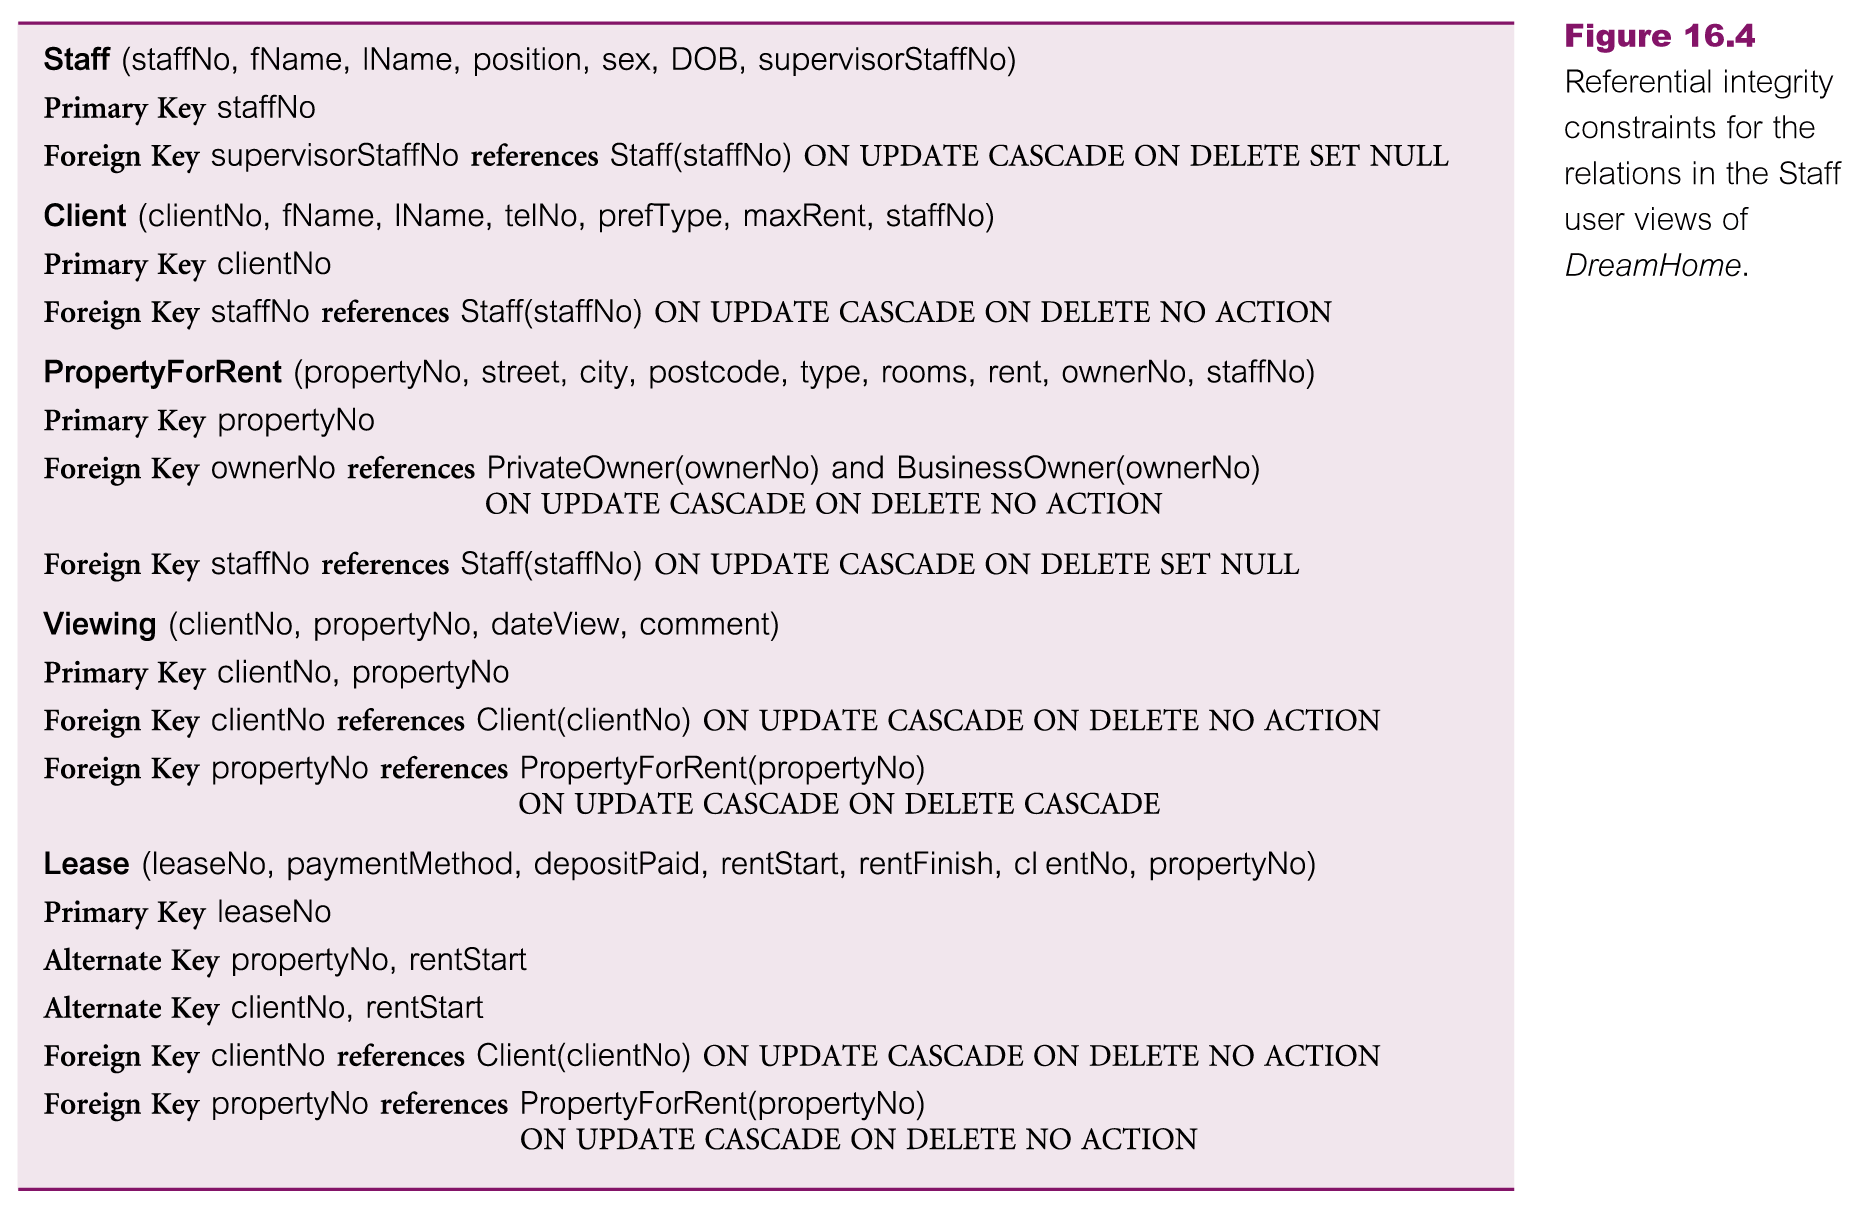 Staff (staffNo, fName, lName, position, sex, DOB, supervisorStaffNo)
Primary Key staffNo
Foreign Key supervisorStaffNo references Staff(staffNo) ON UPDATE CASCADE ON DELETE SET NULL
Client (clientNo, fName, lName, telNo, prefType, maxRent, staffNo)
Primary Key clientNo
Foreign Key staffNo references Staff(staffNo) ON UPDATE CASCADE ON DELETE NO ACTION
PropertyForRent (propertyNo, street, city, postcode, type, rooms, rent, ownerNo, staffNo)
Primary Key propertyNo
Foreign Key ownerNo references PrivateOwner(ownerNo) and BusinessOwner(ownerNo)
ON UPDATE CASCADE ON DELETE NO ACTION
Foreign Key staffNo references Staff(staffNo) ON UPDATE CASCADE ON DELETE SET NULL
Viewing (clientNo, propertyNo, dateView, comment)
Primary Key clientNo, propertyNo
Foreign Key clientNo references Client(clientNo) ON UPDATE CASCADE ON DELETE NO ACTION
Foreign Key propertyNo references PropertyForRent(propertyNo)
ON UPDATE CASCADE ON DELETE CASCADE
Lease (leaseNo, paymentMethod, depositPaid, rentStart, rentFinish, cl entNo, propertyNo)
Primary Key leaseNo
Alternate Key propertyNo, rentStart
Alternate Key clientNo, rentStart
Foreign Key clientNo references Client(clientNo) ON UPDATE CASCADE ON DELETE NO ACTION
Foreign Key propertyNo references PropertyForRent(propertyNo)
ON UPDATE CASCADE ON DELETE NO ACTION
Figure 16.4
Referential integrity
constraints for the
relations in the Staff
user views of
DreamHome.